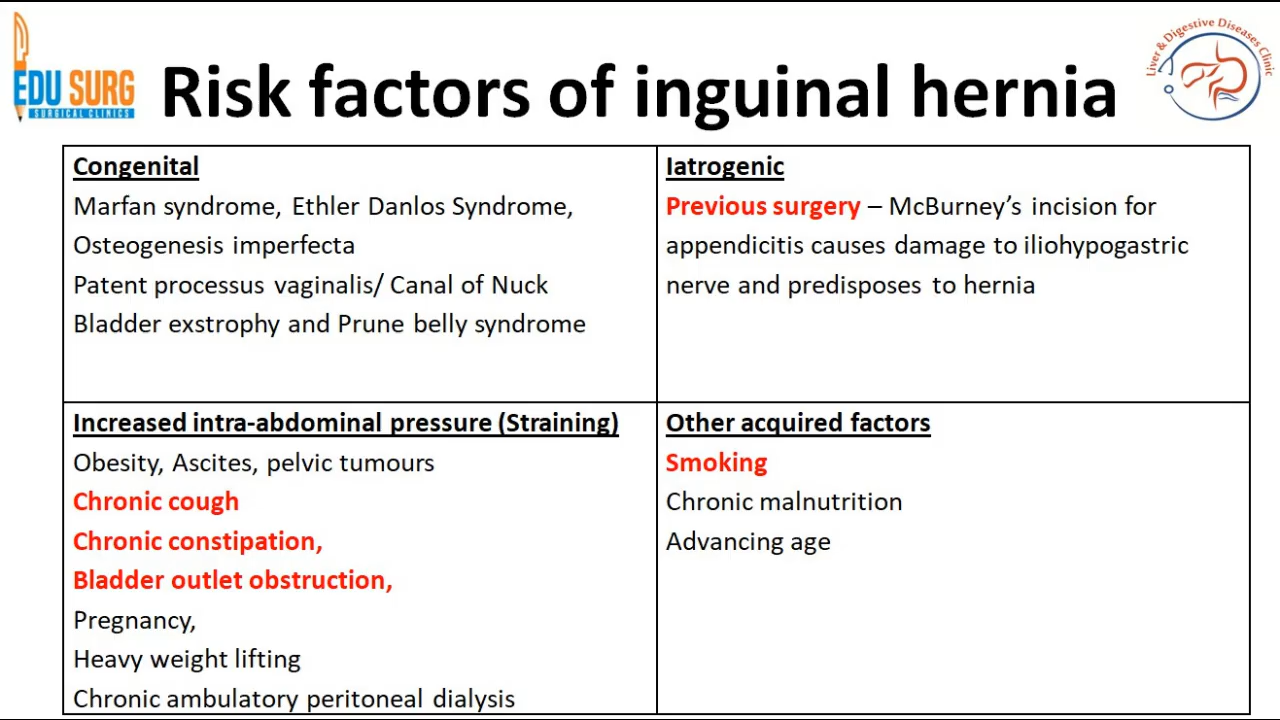 EDU SURG
SURGICAL CLINICS
Risk factors of inguinal hernia
Liver & Digestive Diseases Clinic
Congenital
Marfan syndrome, Ethler Danlos Syndrome,
Osteogenesis imperfecta
Patent processus vaginalis/ Canal of Nuck
Bladder exstrophy and Prune belly syndrome
Iatrogenic
Previous surgery – McBurney’s incision for
appendicitis causes damage to iliohypogastric
nerve and predisposes to hernia
Increased intra-abdominal pressure (Straining)
Obesity, Ascites, pelvic tumours
Chronic cough
Chronic constipation,
Bladder outlet obstruction,
Pregnancy,
Heavy weight lifting
Chronic ambulatory peritoneal dialysis
Other acquired factors
Smoking
Chronic malnutrition
Advancing age